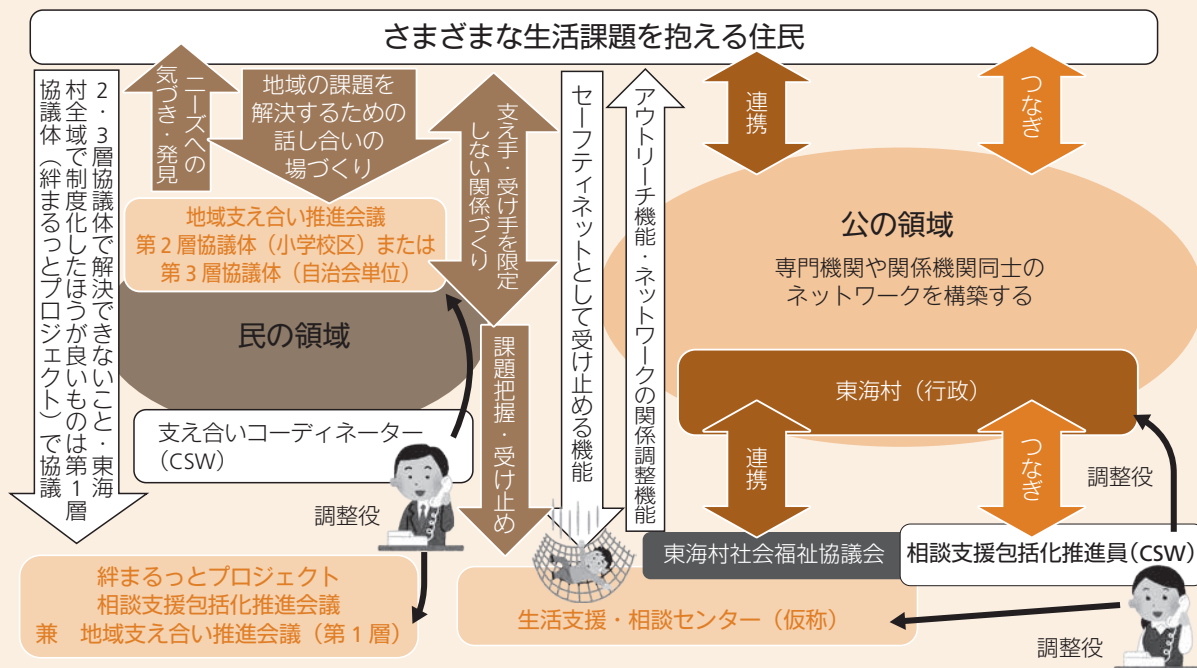 さまざまな生活課題を抱える住民
2・3層協議体で解決できないこと・東海
村全域で制度化したほうが良いものは第1層
協議体（絆まるっとプロジェクト）で協議
ニーズへの
気づき・発見
地域の課題を
解決するための
話し合いの
場づくり
支え手・受け手を限定
しない関係づくり
セーフティネットとして受け止める機能
アウトリーチ機能・ネットワークの関係調整機能
連携
つなぎ
地域支え合い推進会議
第2層協議体（小学校区）または
第3層協議体（自治会単位）
民の領域
公の領域
専門機関や関係機関同士の
ネットワークを構築する
課題把握・受け止め
東海村（行政）
支え合いコーディネーター
（CSW）
調整役
連携
つなぎ
調整役
東海村社会福祉協議会
相談支援包括化推進員（CSW）
絆まるっとプロジェクト
相談支援包括化推進会議
兼　地域支え合い推進会議（第1層）
生活支援・相談センター（仮称）
調整役